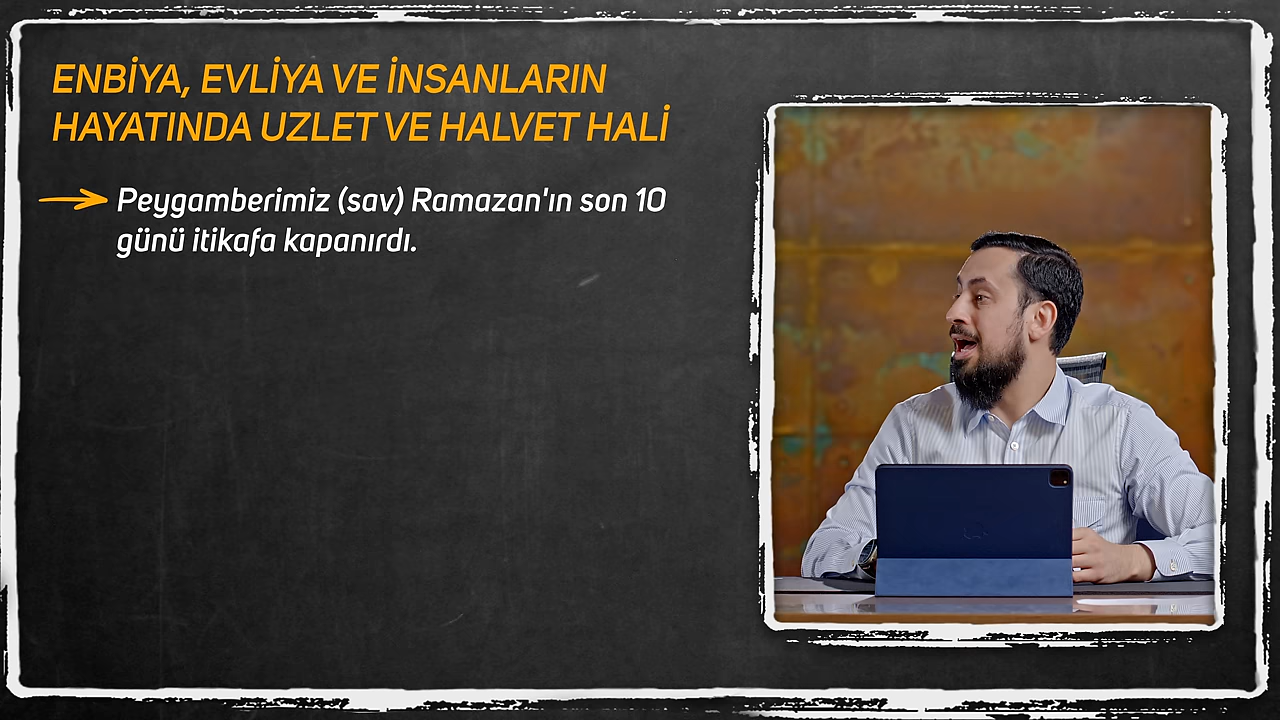 ENBİYA, EVLİYA VE İNSANLARIN
HAYATINDA UZLET VE HALVET HALİ
Peygamberimiz (sav) Ramazan'ın son 10
günü itikafa kapanırdı.